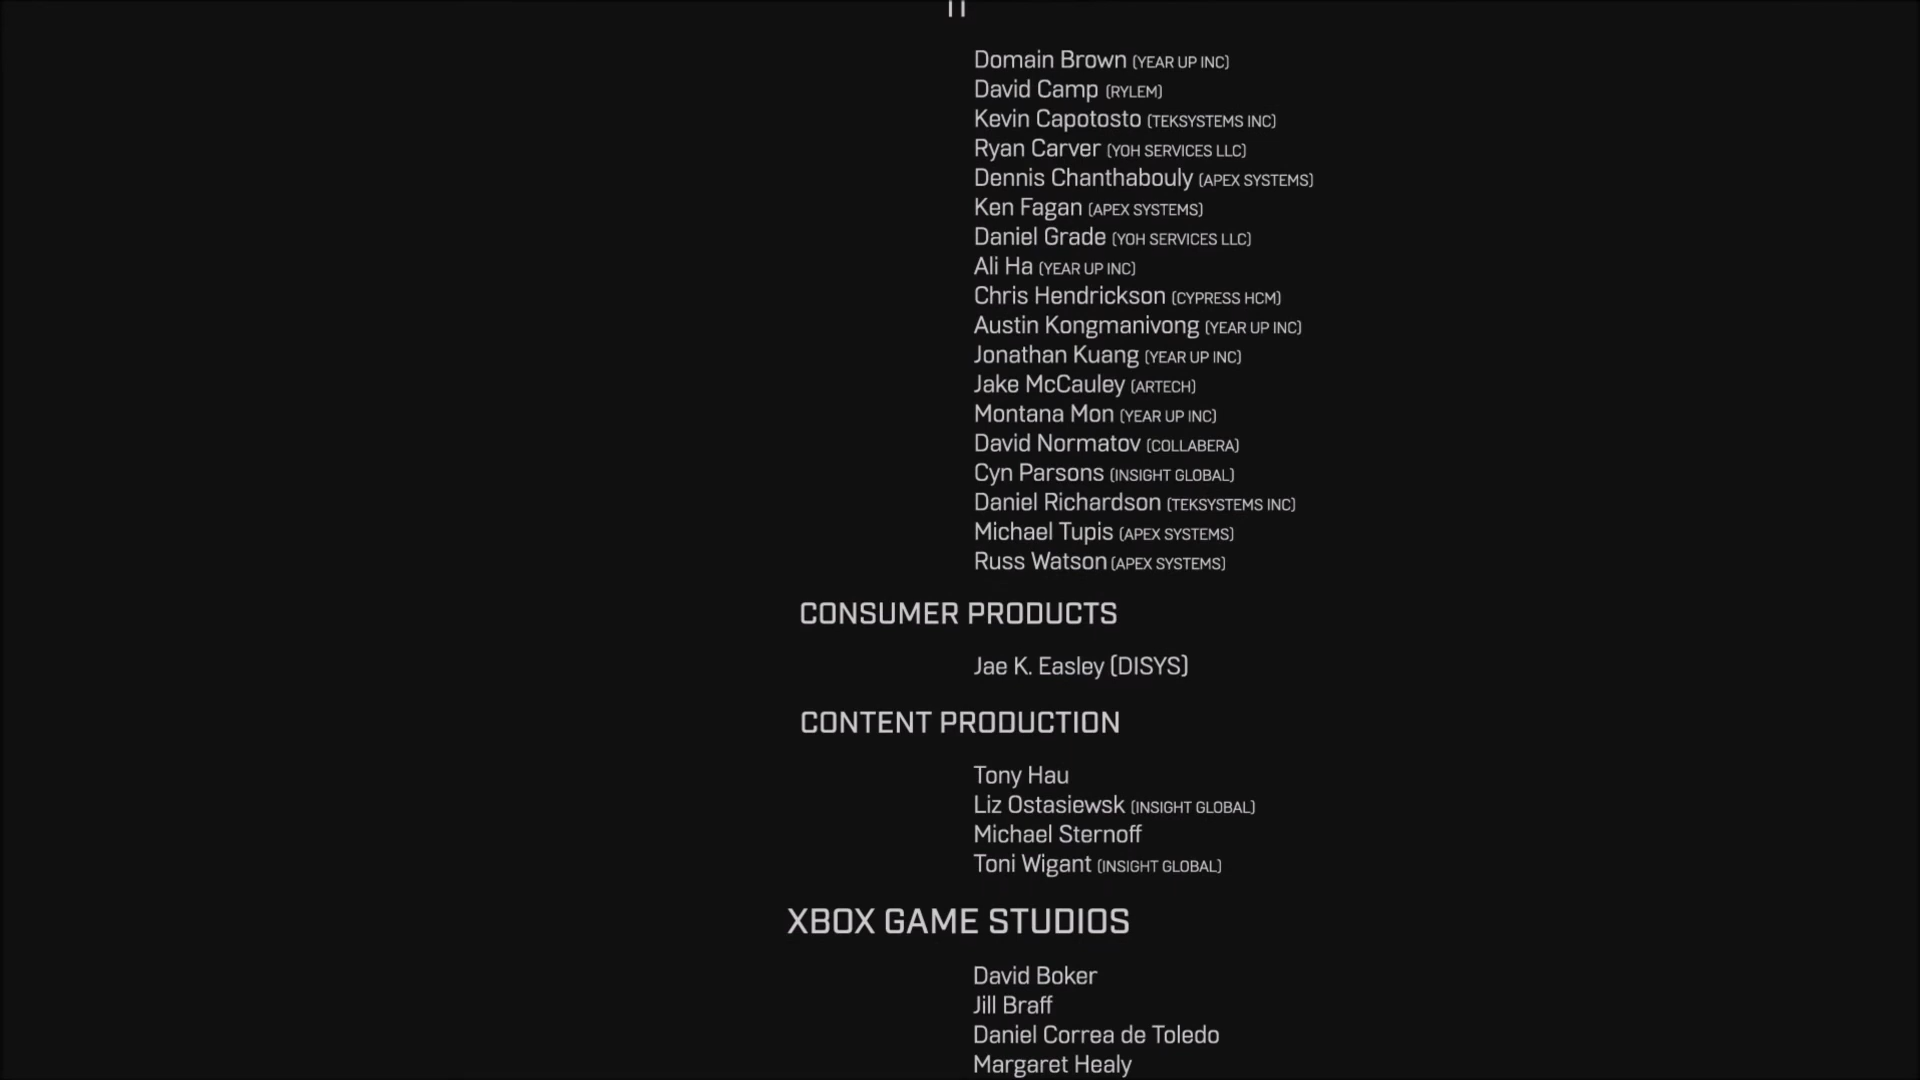 Domain Brown (YEAR UP INC)
David Camp (RYLEM)
Kevin Capotosto (TEKSYSTEMS INC)
Ryan Carver (YOH SERVICES LLC)
Dennis Chanthabouly (APEX SYSTEMS)
Ken Fagan (APEX SYSTEMS)
Daniel Grade (YOH SERVICES LLC)
Ali Ha (YEAR UP INC)
Chris Hendrickson (CYPRESS HCM)
Austin Kongmanivong (YEAR UP INC)
Jonathan Kuang (YEAR UP INC)
Jake McCauley (ARTECH)
Montana Mon (YEAR UP INC)
David Normatov (COLLABERA)
Cyn Parsons (INSIGHT GLOBAL)
Daniel Richardson (TEKSYSTEMS INC)
Michael Tupis (APEX SYSTEMS)
Russ Watson (APEX SYSTEMS)
CONSUMER PRODUCTS
Jae K. Easley (DISYS)
CONTENT PRODUCTION
Tony Hau
Liz Ostasiewsk (INSIGHT GLOBAL)
Michael Sternoff
Toni Wigant (INSIGHT GLOBAL)
XBOX GAME STUDIOS
David Boker
Jill Braff
Daniel Correa de Toledo
Margaret Healy